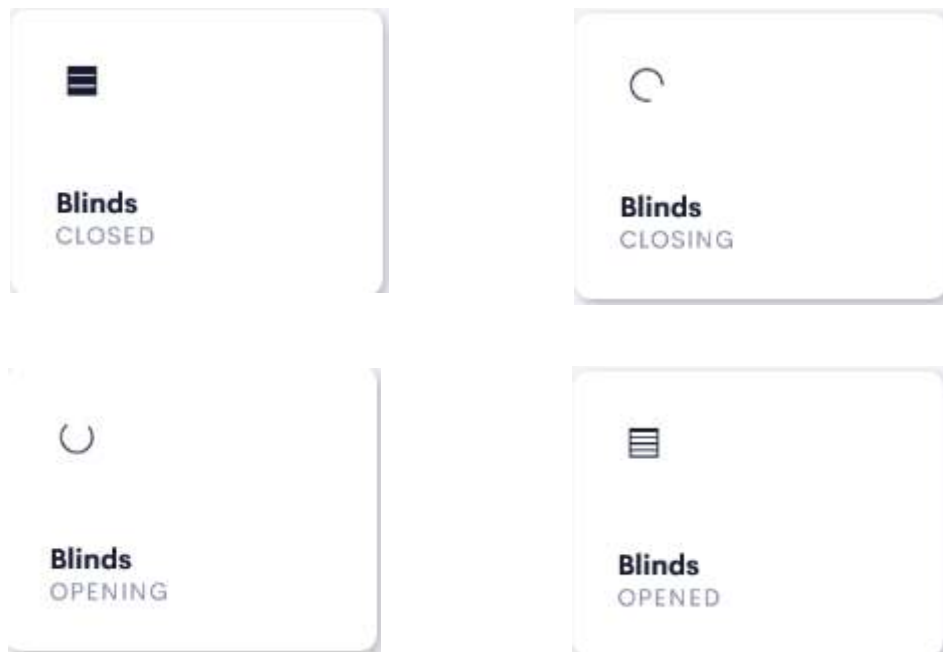 Blinds
CLOSED
Blinds
CLOSING
Blinds
OPENING
Blinds
OPENED